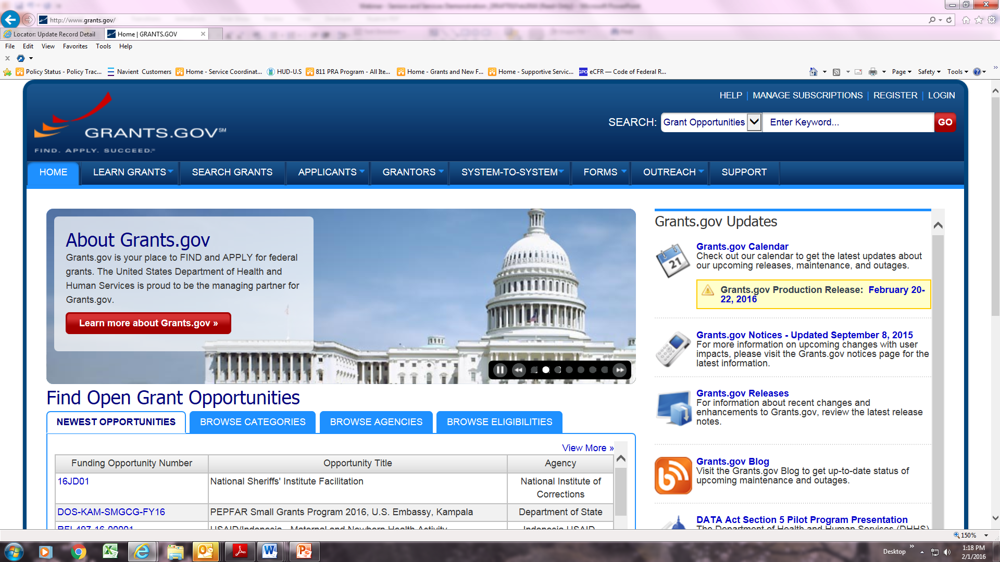 http://www.grants.gov/
Locator: Update Record Detail
Home | GRANTS.GOV
File Edit View Favorites Tools Help
Policy Status - Policy Trac... Navient Customers Home - Service Coordinat... HUD-U.S 811 PRA Program - All Ite... Home - Grants and New F... Home - Supportive Servic... GPO eCFR — Code of Federal R...
Page Safety Tools
HELP | MANAGE SUBSCRIPTIONS | REGISTER | LOGIN
SEARCH: Grant Opportunities Enter Keyword... GO
GRANTS.GOV℠
FIND. APPLY. SUCCEED.
HOME LEARN GRANTS SEARCH GRANTS APPLICANTS GRANTORS SYSTEM-TO-SYSTEM FORMS OUTREACH SUPPORT
About Grants.gov
Grants.gov is your place to FIND and APPLY for federal
grants. The United States Department of Health and
Human Services is proud to be the managing partner for
Grants.gov.
Learn more about Grants.gov »
Find Open Grant Opportunities
NEWEST OPPORTUNITIES BROWSE CATEGORIES BROWSE AGENCIES BROWSE ELIGIBILITIES
View More »
Funding Opportunity Number Opportunity Title Agency
16JD01 National Sheriffs' Institute Facilitation National Institute of
Corrections
DOS-KAM-SMGCG-FY16 PEPFAR Small Grants Program 2016, U.S. Embassy, Kampala Department of State
USAID/Indonesia - Maternal and Newborn Health Activity Indonesia USAID
Grants.gov Updates
Grants.gov Calendar
21
Check out our calendar to get the latest updates about
our upcoming releases, maintenance, and outages.
Grants.gov Production Release: February 20-
22, 2016
Grants.gov Notices - Updated September 8, 2015
For more information on upcoming changes with user
impacts, please visit the Grants.gov notices page for the
latest information.
Grants.gov Releases
For information about recent changes and
enhancements to Grants.gov, review the latest release
notes.
Grants.gov Blog
Visit the Grants.gov Blog to get up-to-date status of
upcoming maintenance and outages.
DATA Act Section 5 Pilot Program Presentation
The Department of Health and Human Services (DHHS)
150%
Desktop
1:18 PM
2/1/2016